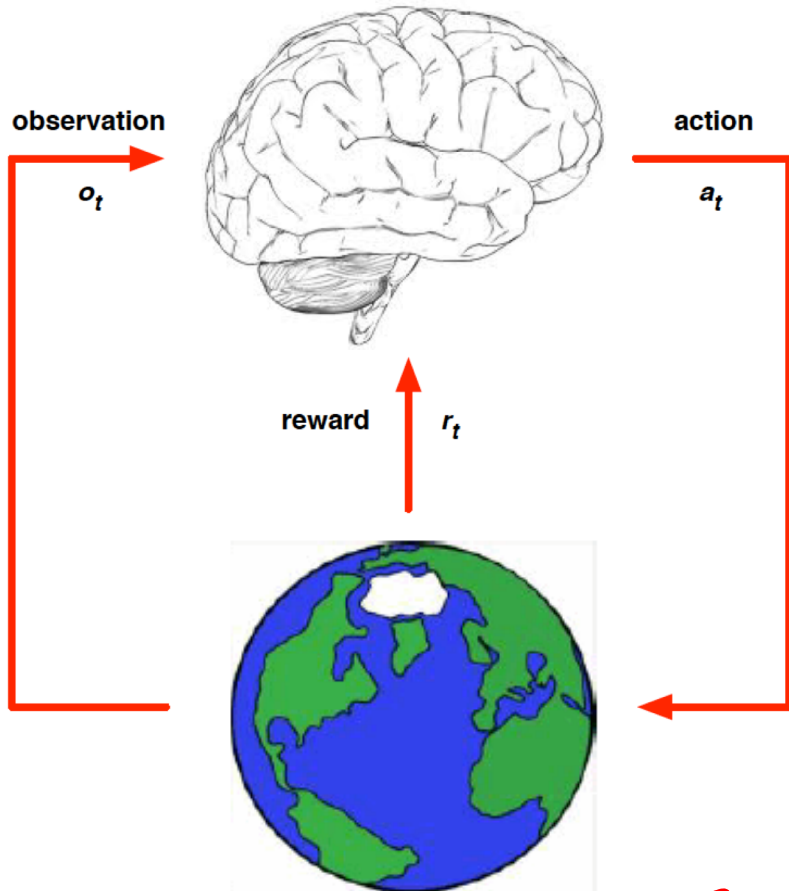 observation
action
o_t
a_t
reward
r_t